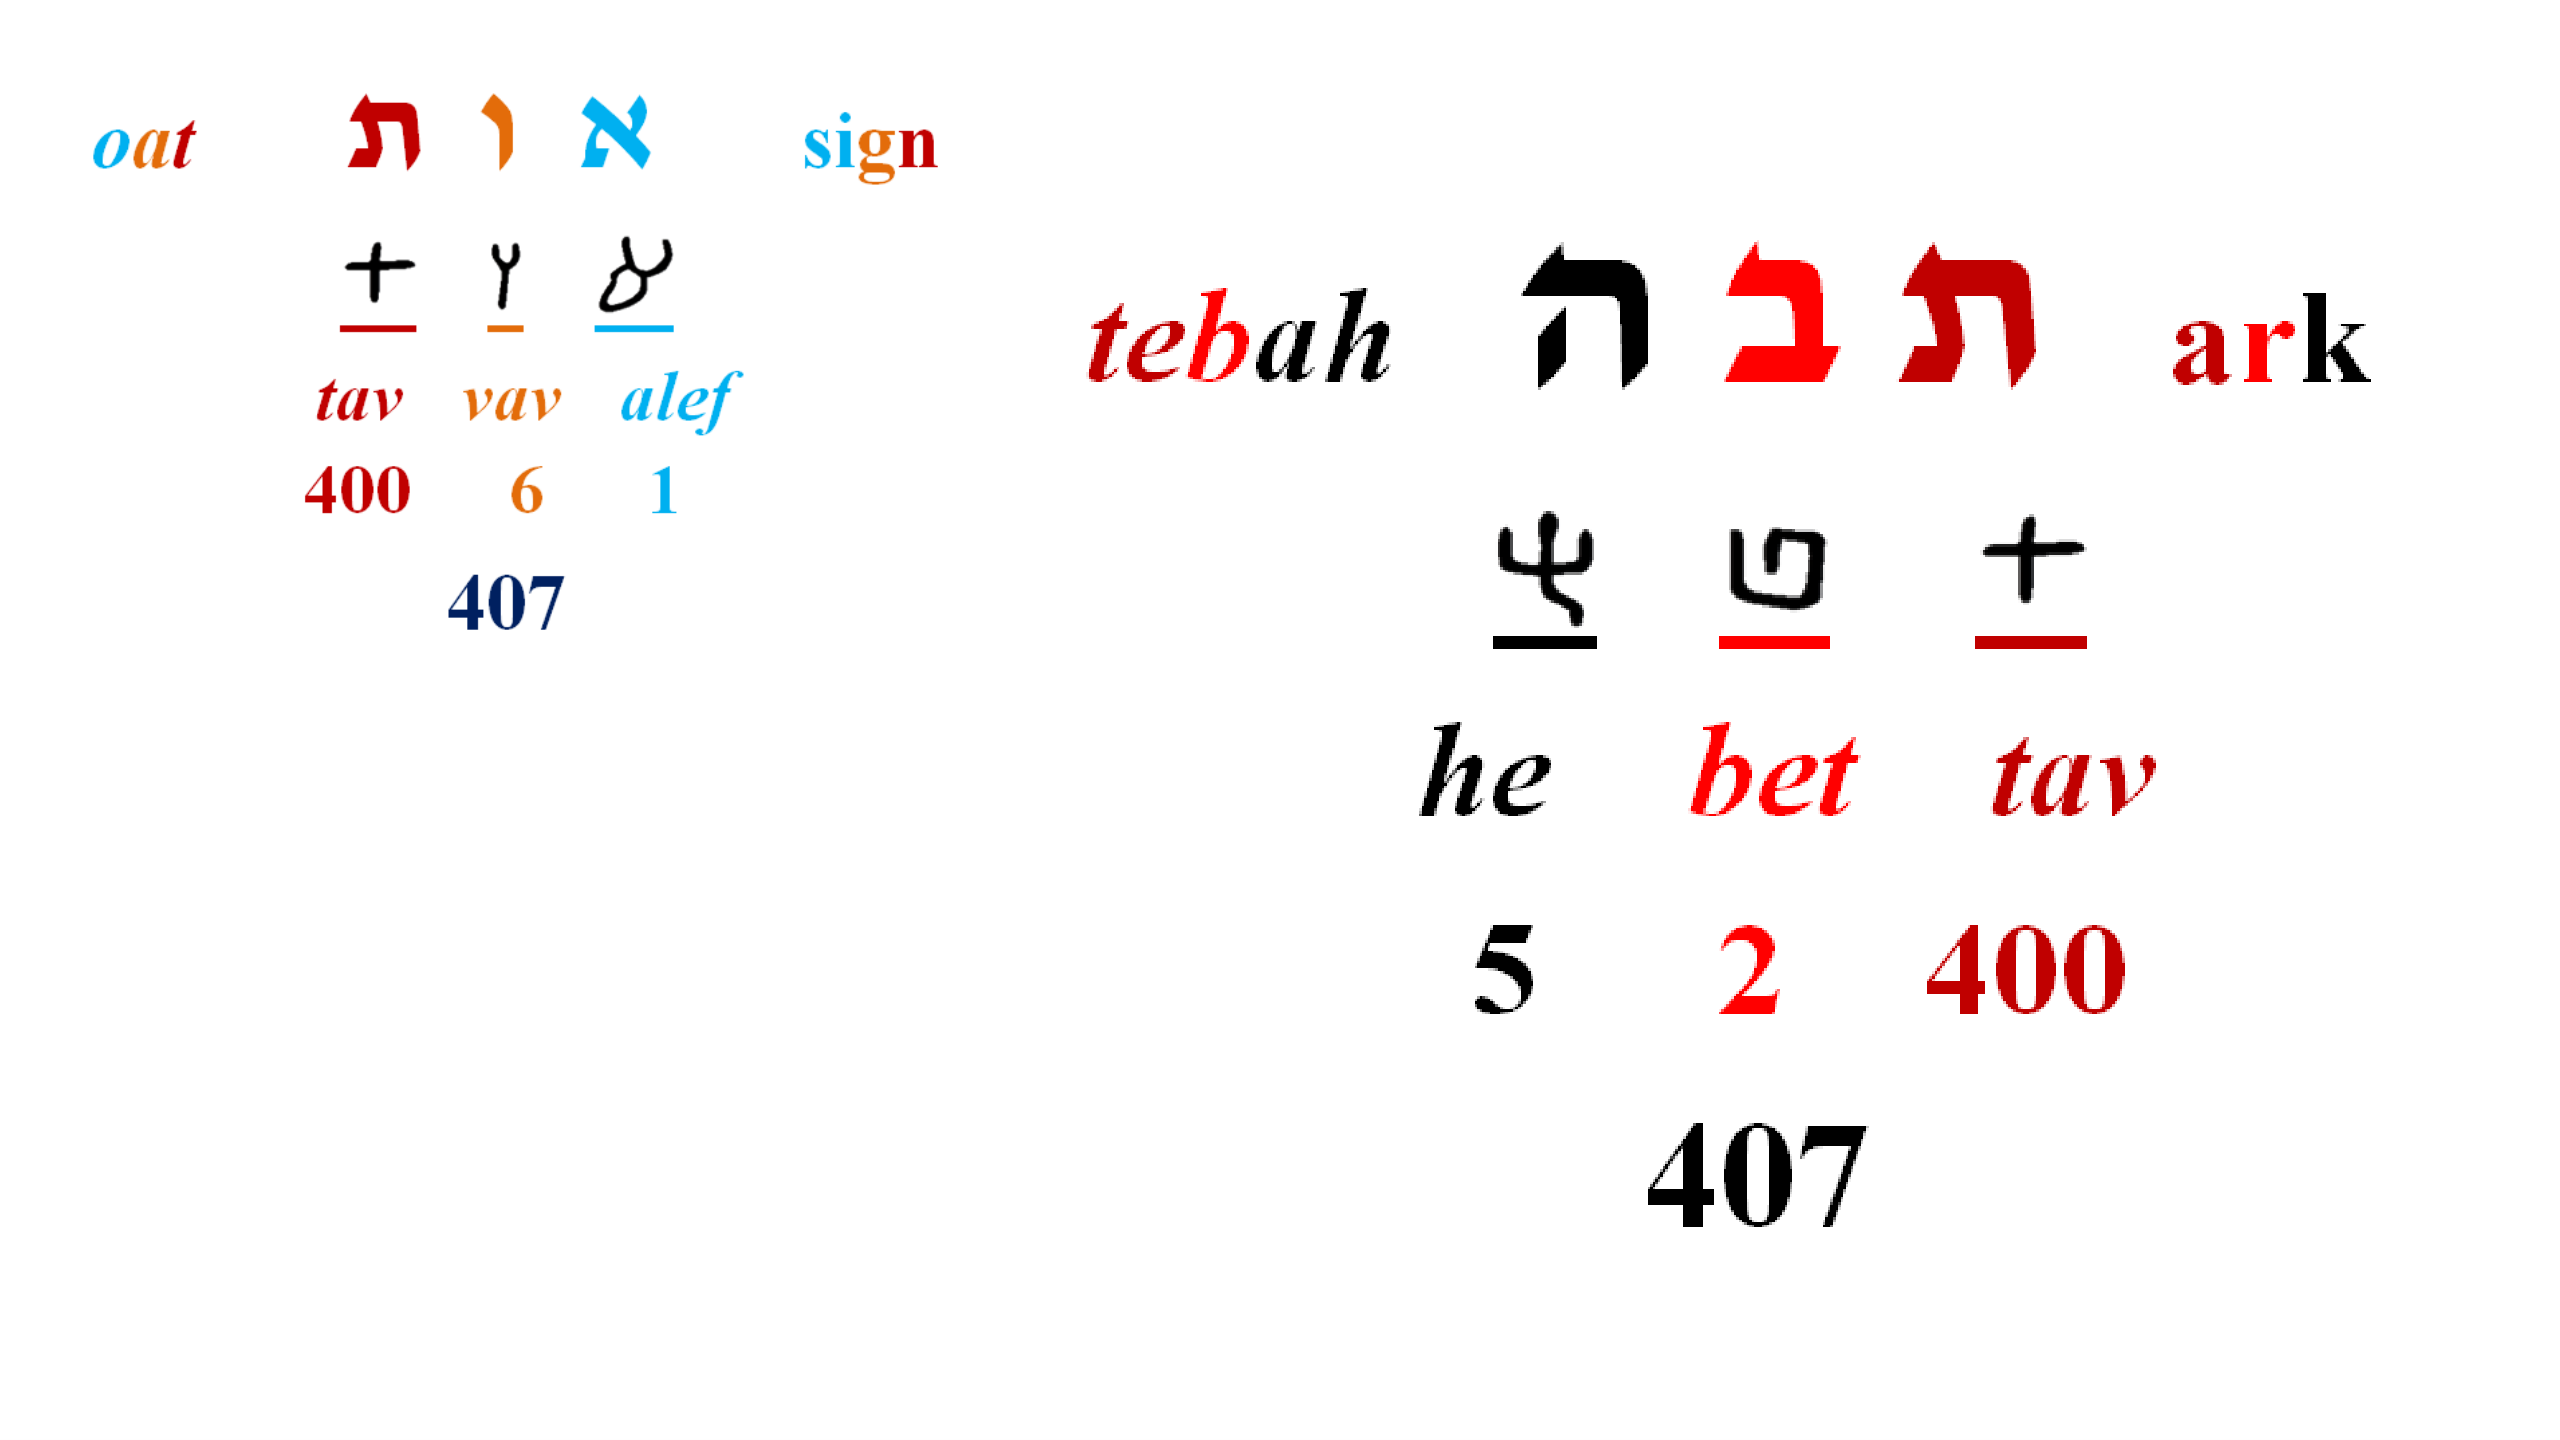 oat אות sign
tav vav alef
400 6 1
407
tebah תבה ark
he bet tav
5 2 400
407